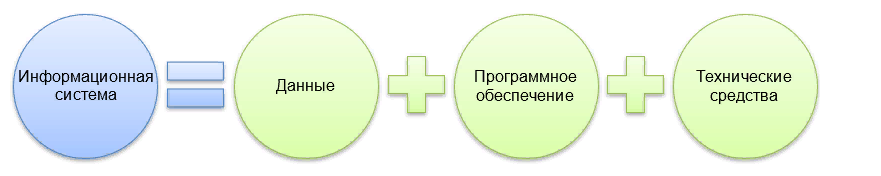 Информационная
система
Данные
Программное
обеспечение
Технические
средства